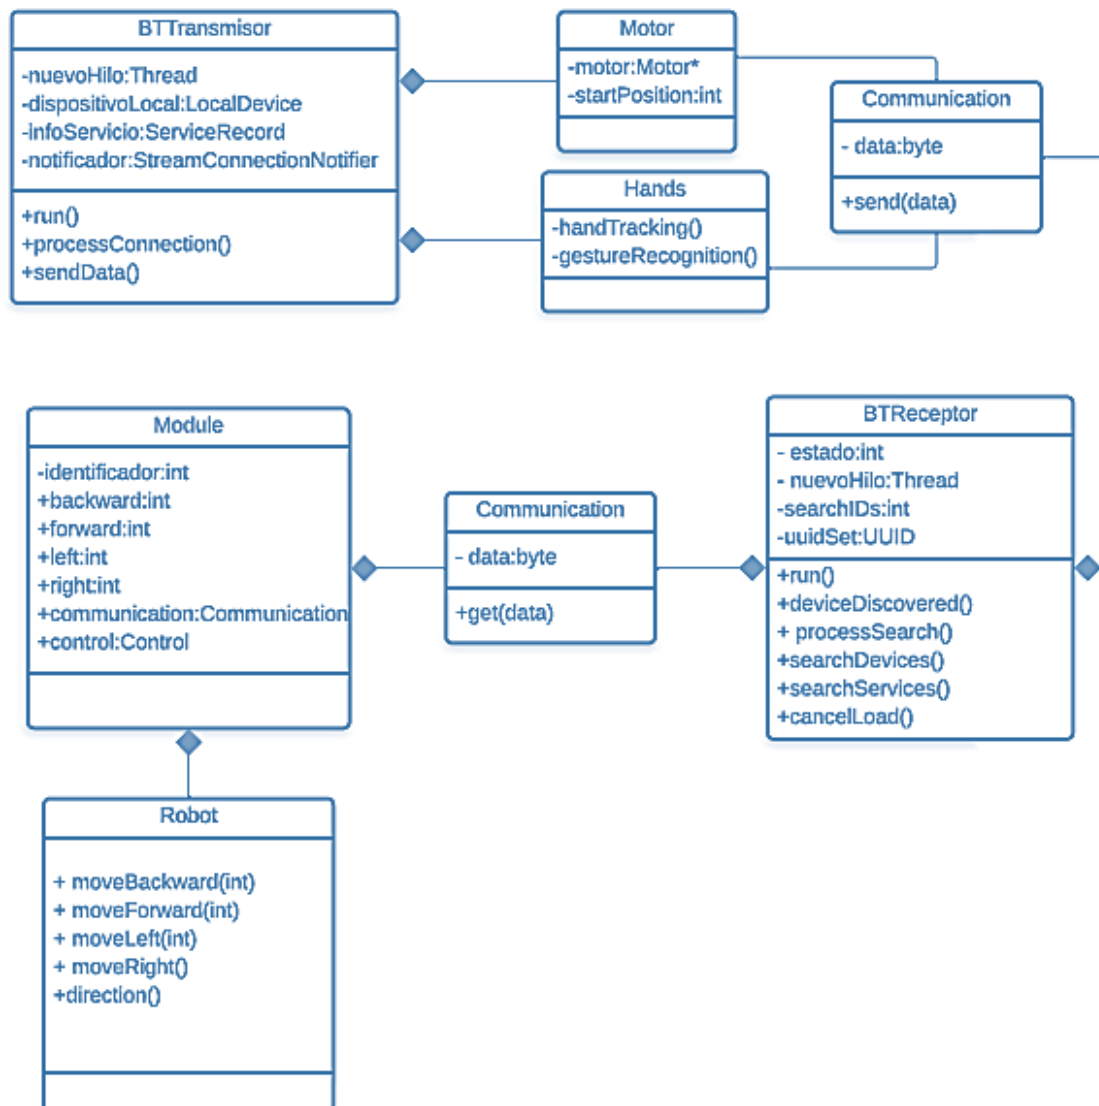 BTTransmisor
-nuevoHilo:Thread
-dispositivoLocal:LocalDevice
-infoServicio:ServiceRecord
-notificador:StreamConnectionNotifier
+run()
+processConnection()
+sendData()
Motor
-motor:Motor*
-startPosition:int
Hands
-handTracking()
-gestureRecognition()
Communication
- data:byte
+send(data)
Module
-identificador:int
+backward:int
+forward:int
+left:int
+right:int
+communication:Communication
+control:Control
Communication
- data:byte
+get(data)
BTReceptor
- estado:int
- nuevoHilo:Thread
-searchIDs:int
-uuidSet:UUID
+run()
+deviceDiscovered()
+ processSearch()
+searchDevices()
+searchServices()
+cancelLoad()
Robot
+ moveBackward(int)
+ moveForward(int)
+ moveLeft(int)
+ moveRight()
+direction()